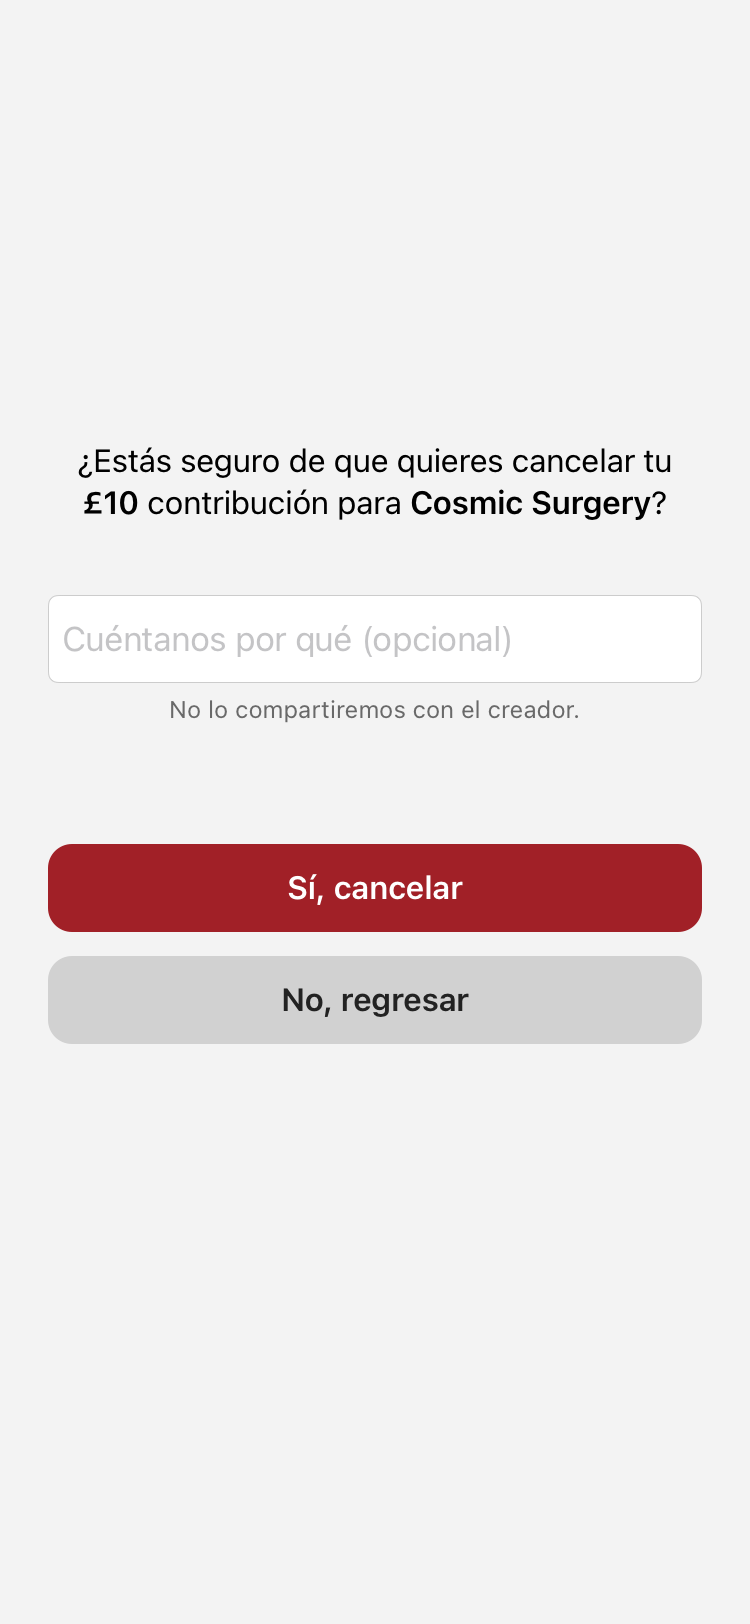 ¿Estás seguro de que quieres cancelar tu
£10 contribución para Cosmic Surgery?
Cuéntanos por qué (opcional)
No lo compartiremos con el creador.
Sí, cancelar
No, regresar